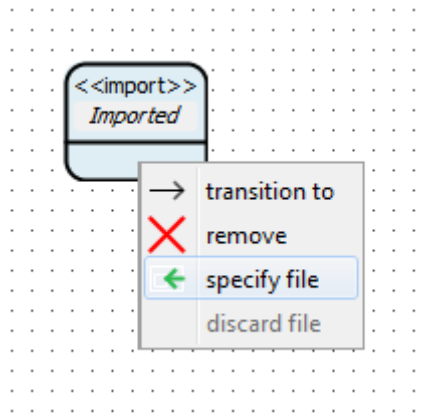 <<import>>
Imported
transition to
remove
specify file
discard file